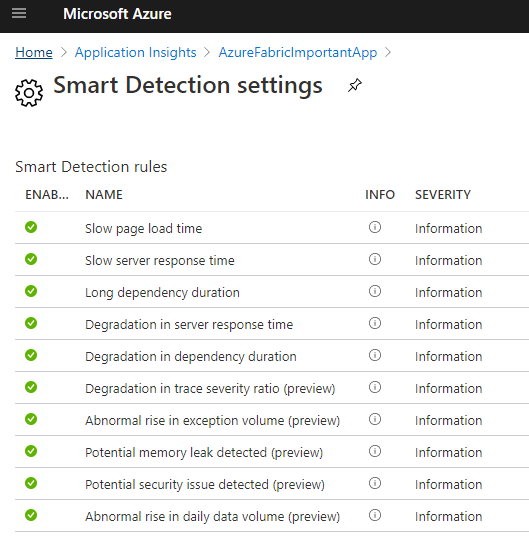 Microsoft Azure
Home > Application Insights > AzureFabricImportantApp >
Smart Detection settings
Smart Detection rules
ENAB... NAME INFO SEVERITY
Slow page load time Information
Slow server response time Information
Long dependency duration Information
Degradation in server response time Information
Degradation in dependency duration Information
Degradation in trace severity ratio (preview) Information
Abnormal rise in exception volume (preview) Information
Potential memory leak detected (preview) Information
Potential security issue detected (preview) Information
Abnormal rise in daily data volume (preview) Information